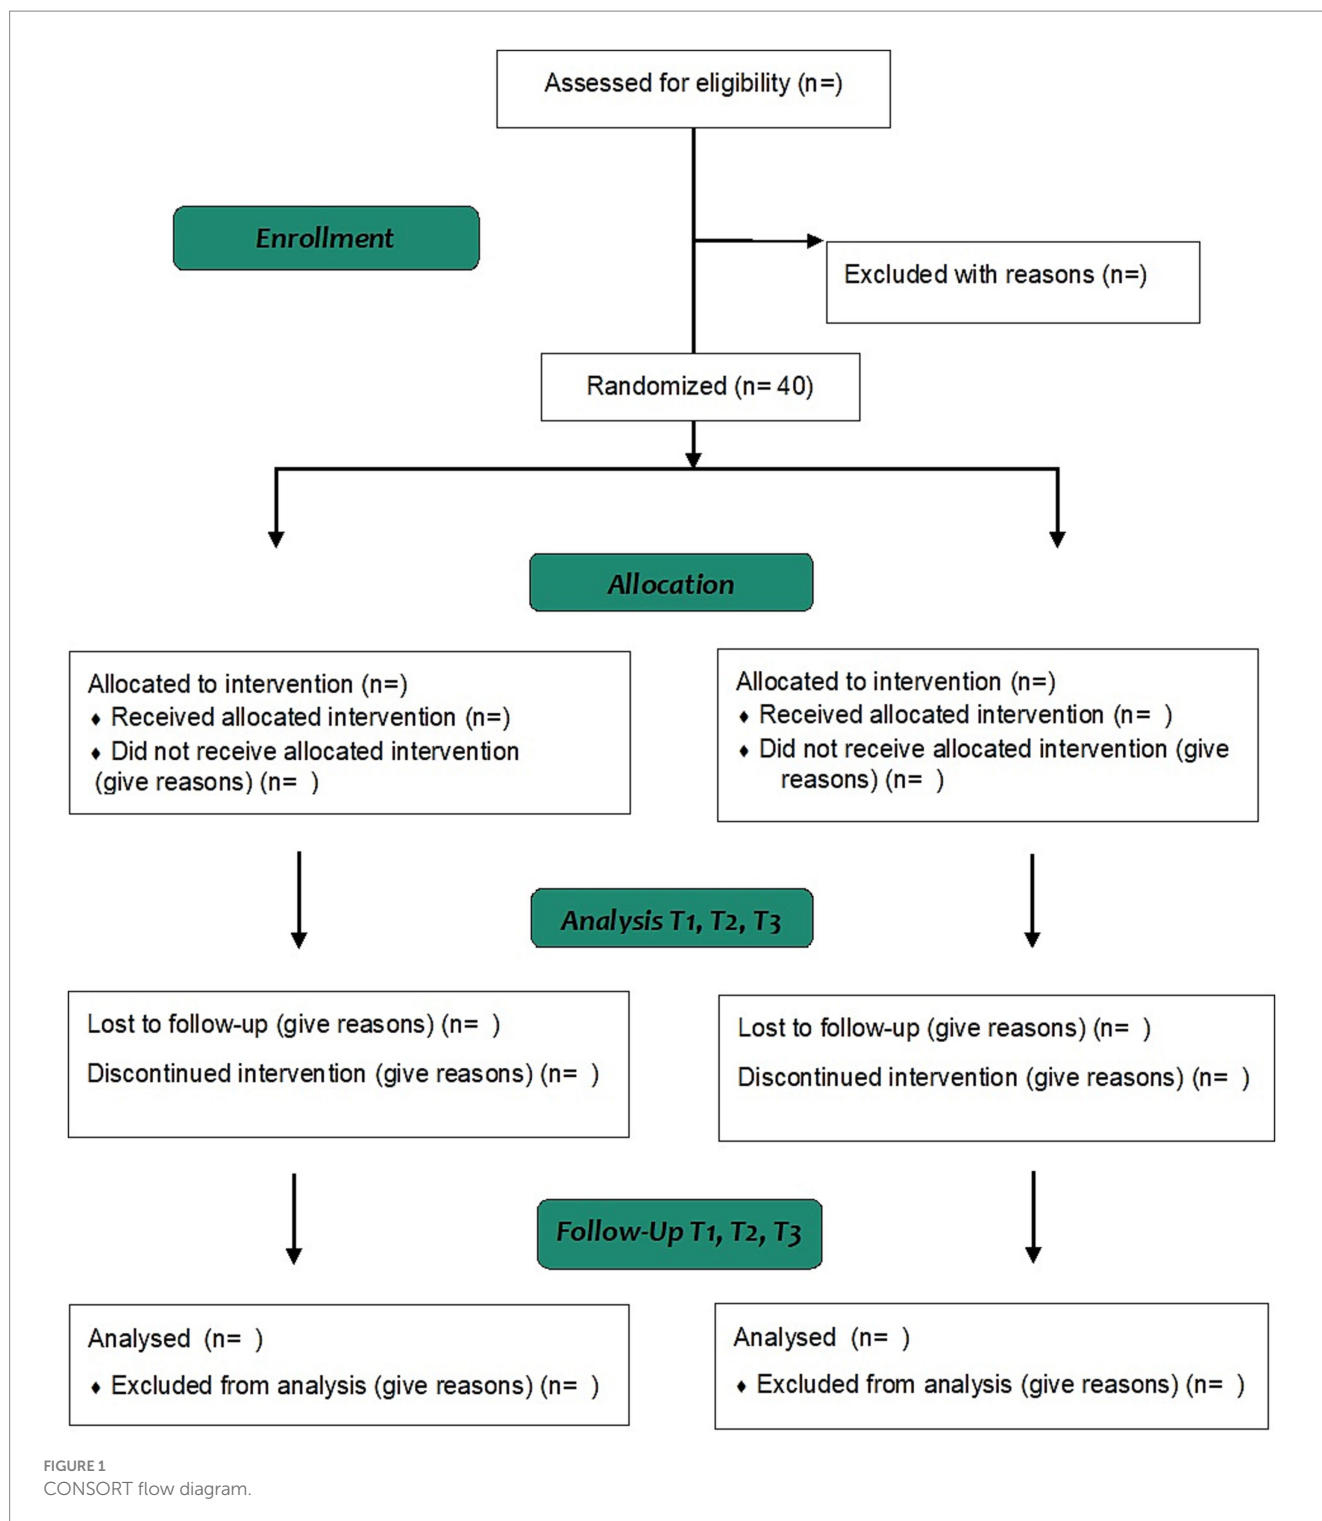 Assessed for eligibility (n=)
Enrollment
Excluded with reasons (n=)
Randomized (n= 40)
Allocation
Allocated to intervention (n=)
♦ Received allocated intervention (n=)
♦ Did not receive allocated intervention
(give reasons) (n=  )
Allocated to intervention (n=)
♦ Received allocated intervention (n=  )
♦ Did not receive allocated intervention (give
reasons) (n=  )
Analysis T1, T2, T3
Lost to follow-up (give reasons) (n=  )
Discontinued intervention (give reasons) (n=  )
Lost to follow-up (give reasons) (n=  )
Discontinued intervention (give reasons) (n=  )
Follow-Up T1, T2, T3
Analysed  (n=  )
♦ Excluded from analysis (give reasons) (n=  )
Analysed  (n=  )
♦ Excluded from analysis (give reasons) (n=  )
FIGURE 1
CONSORT flow diagram.